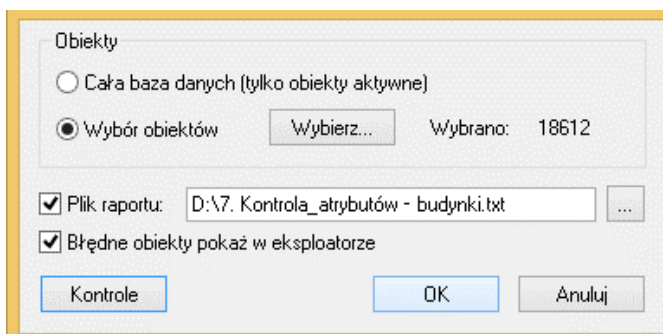 Obiekty
Cała baza danych (tylko obiekty aktywne)
Wybór obiektów Wybierz... Wybrano: 18612
Plik raportu: D:\7. Kontrola_atrybutów - budynki.txt ...
Błędne obiekty pokaż w eksploatorze
Kontrole OK Anuluj